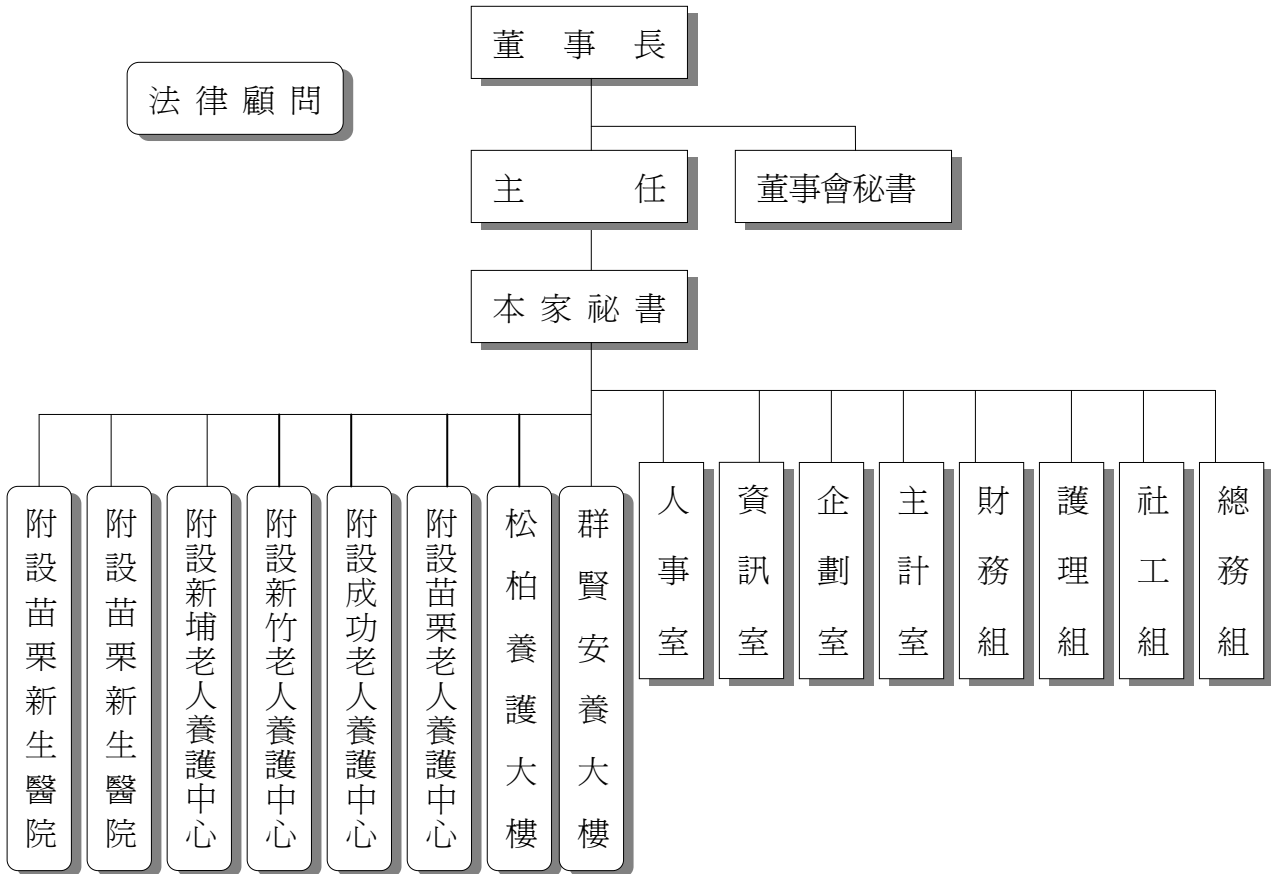 董事長
法律顧問
主任
董事會秘書
本家祕書
附設苗栗新生醫院
附設苗栗新生醫院
附設新埔老人養護中心
附設新竹老人養護中心
附設成功老人養護中心
附設苗栗老人養護中心
松柏養護大樓
群賢安養大樓
人事室
資訊室
企劃室
主計室
財務組
護理組
社工組
總務組